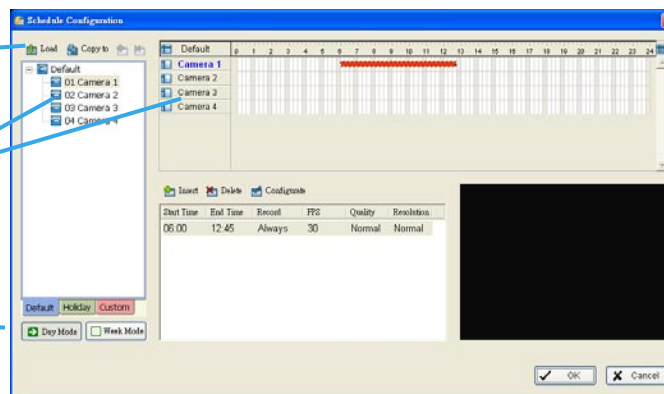 Schedule Configuration
Load Copy to
Default
01 Camera 1
02 Camera 2
03 Camera 3
04 Camera 4
Default Holiday Custom
Day Mode Week Mode
Default 0 1 2 3 4 5 6 7 8 9 10 11 12 13 14 15 16 17 18 19 20 21 22 23 24
Camera 1
Camera 2
Camera 3
Camera 4
Insert Delete Configurate
Start Time End Time Record FPS Quality Resolution
06:00 12:45 Always 30 Normal Normal
OK Cancel